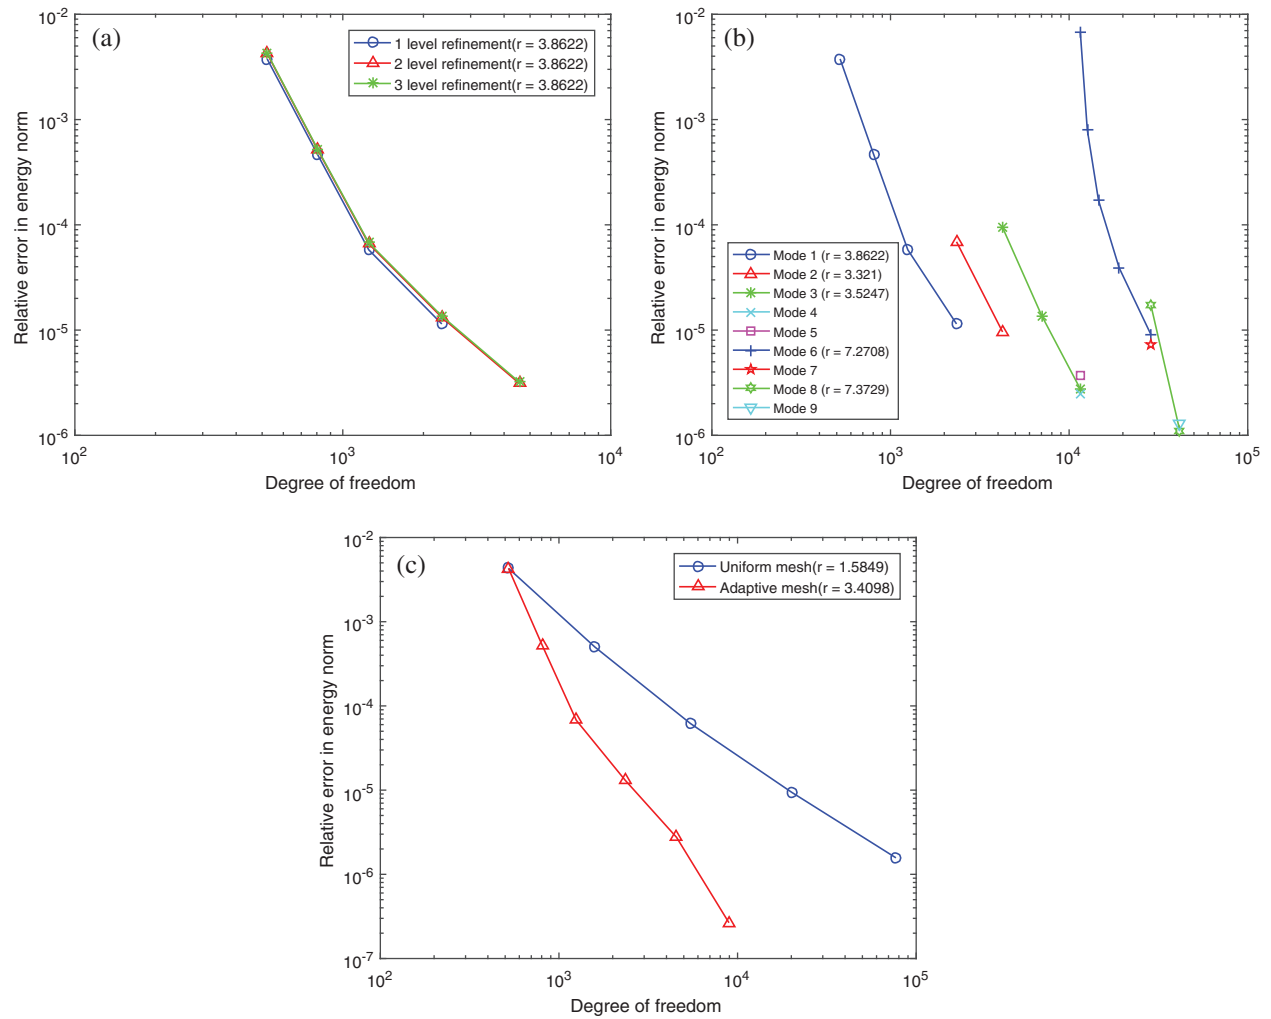 (a)
1 level refinement(r = 3.8622)
2 level refinement(r = 3.8622)
3 level refinement(r = 3.8622)
Relative error in energy norm
10^-2
10^-3
10^-4
10^-5
10^-6
10^2
10^3
10^4
Degree of freedom
(b)
Relative error in energy norm
10^-2
10^-3
10^-4
10^-5
10^-6
Mode 1 (r = 3.8622)
Mode 2 (r = 3.321)
Mode 3 (r = 3.5247)
Mode 4
Mode 5
Mode 6 (r = 7.2708)
Mode 7
Mode 8 (r = 7.3729)
Mode 9
10^2
10^3
10^4
10^5
Degree of freedom
(c)
Uniform mesh(r = 1.5849)
Adaptive mesh(r = 3.4098)
Relative error in energy norm
10^-2
10^-3
10^-4
10^-5
10^-6
10^-7
10^2
10^3
10^4
10^5
Degree of freedom